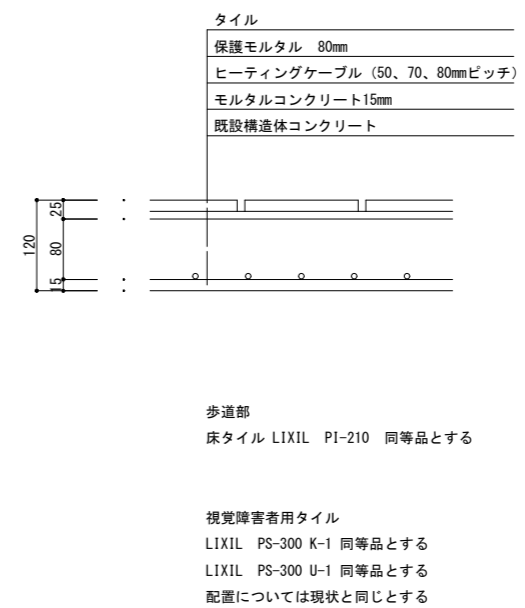 タイル
保護モルタル　80mm
ヒーティングケーブル（50、70、80mmピッチ）
モルタルコンクリート15mm
既設構造体コンクリート
25
120
80
15
歩道部
床タイル LIXIL　PI-210　同等品とする
視覚障害者用タイル
LIXIL　PS-300 K-1 同等品とする
LIXIL　PS-300 U-1 同等品とする
配置については現状と同じとする